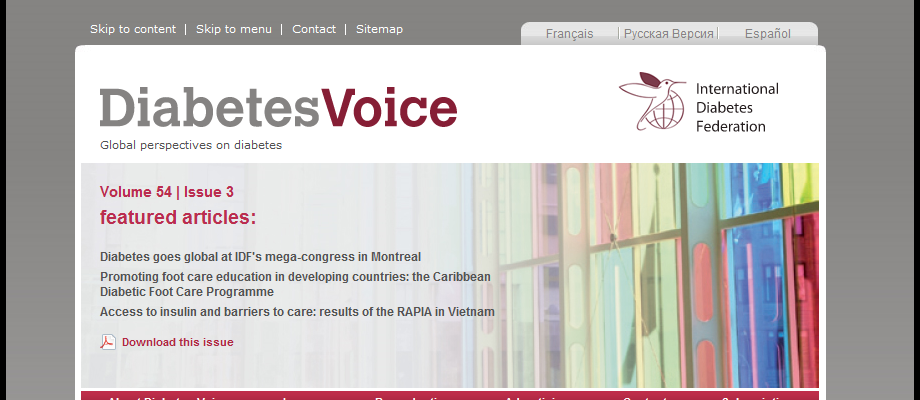 Skip to content | Skip to menu | Contact | Sitemap
Français | Русская Версия | Español
DiabetesVoice
Global perspectives on diabetes
International
Diabetes
Federation
Volume 54 | Issue 3
featured articles:
Diabetes goes global at IDF's mega-congress in Montreal
Promoting foot care education in developing countries: the Caribbean
Diabetic Foot Care Programme
Access to insulin and barriers to care: results of the RAPIA in Vietnam
Download this issue